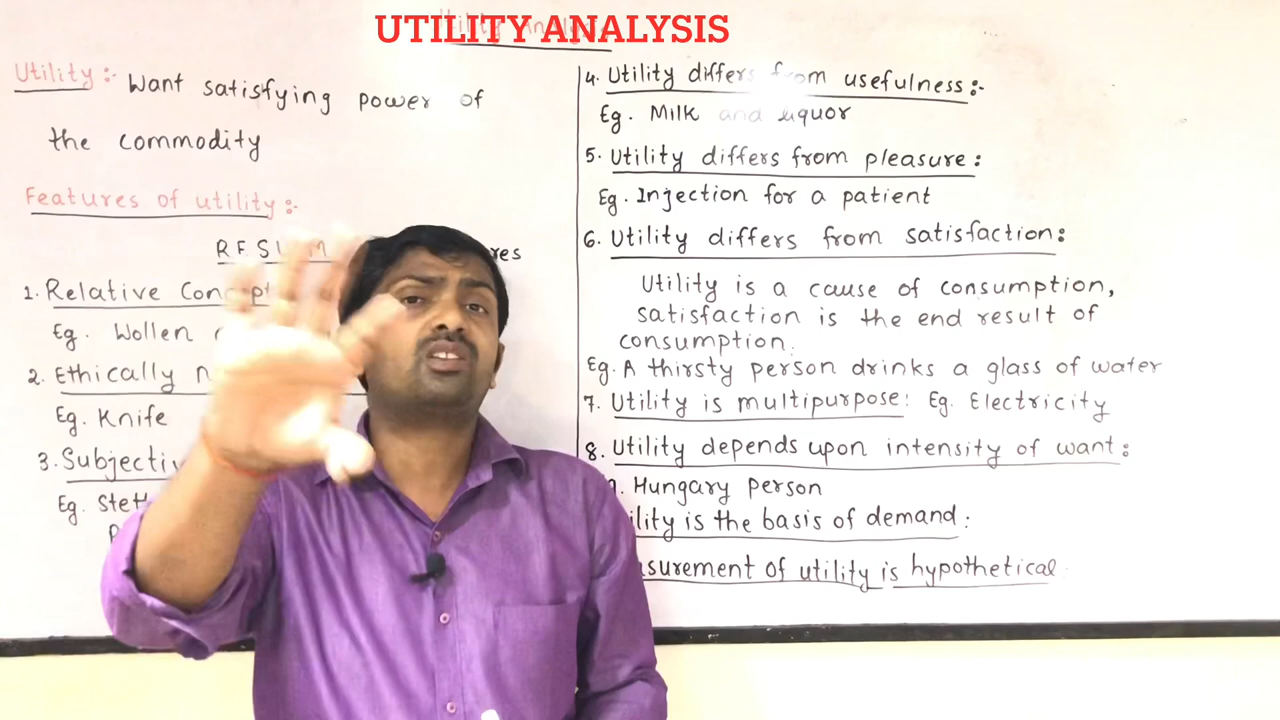 UTILITY ANALYSIS
Utility :- Want satisfying power of
the commodity
Features of utility :-
1. Relative Concept
Eg. Wollen
2. Ethically
Eg. Knife
3.
Eg.
4. Utility differs from usefulness :-
Eg. Milk and liquor
5. Utility differs from pleasure :
Eg. Injection for a patient
6. Utility differs from satisfaction :
Utility is a cause of consumption,
satisfaction is the end result of
consumption.
Eg. A thirsty person drinks a glass of water
7. Utility is multipurpose : Eg. Electricity
8. Utility depends upon intensity of want :
Hungary person
is the basis of demand :
of utility is hypothetical